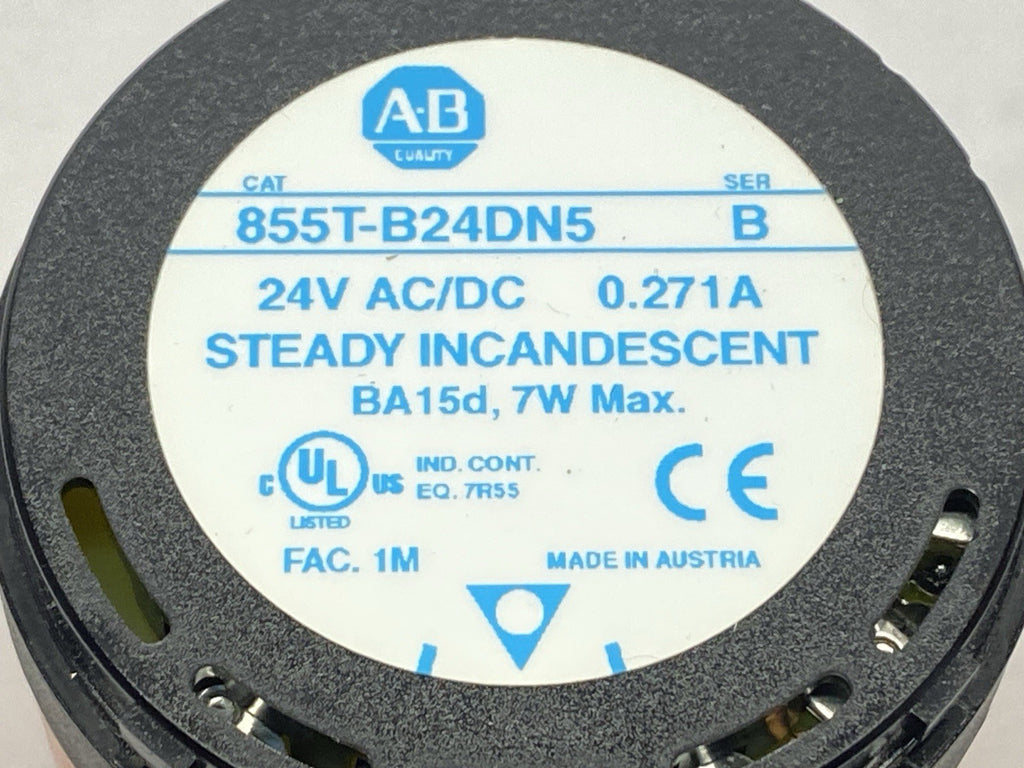 A·B
QUALITY
CAT SER
855T-B24DN5 B
24V AC/DC 0.271A
STEADY INCANDESCENT
BA15d, 7W Max.
C UL US IND. CONT.
EQ. 7R55
LISTED
CE
FAC. 1M MADE IN AUSTRIA